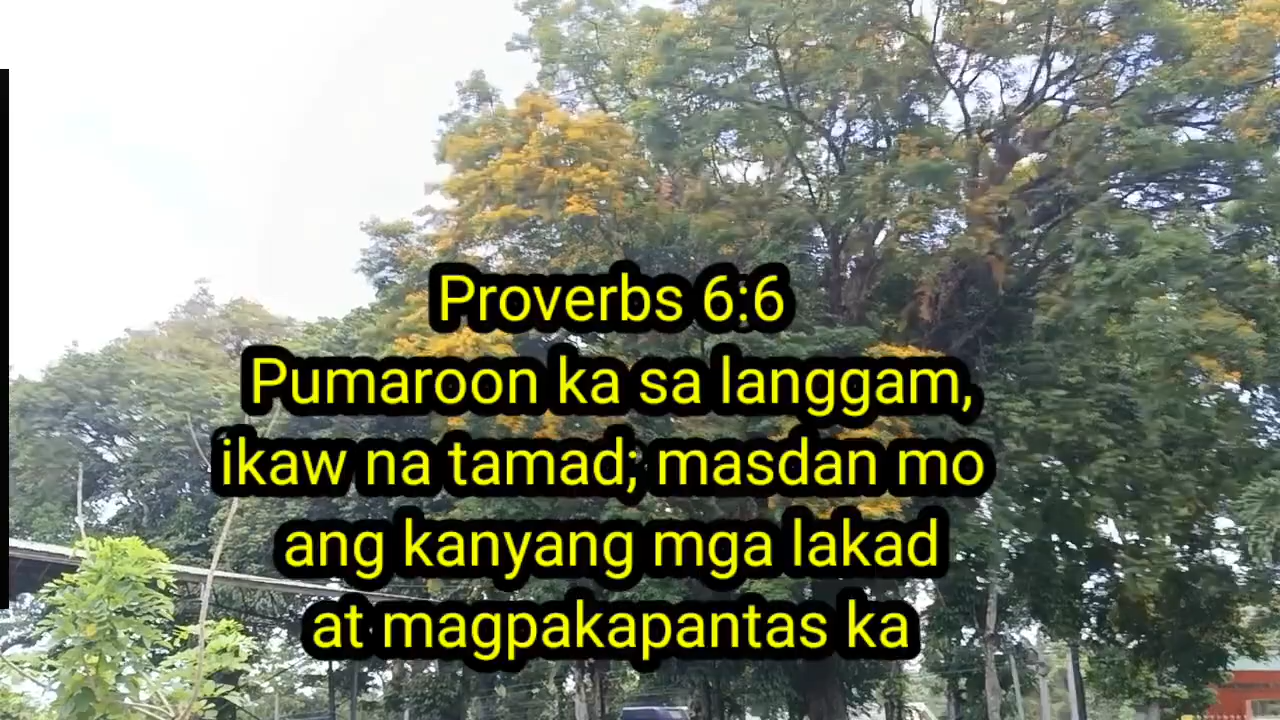 Proverbs 6:6
Pumaroon ka sa langgam,
ikaw na tamad; masdan mo
ang kanyang mga lakad
at magpakapantas ka